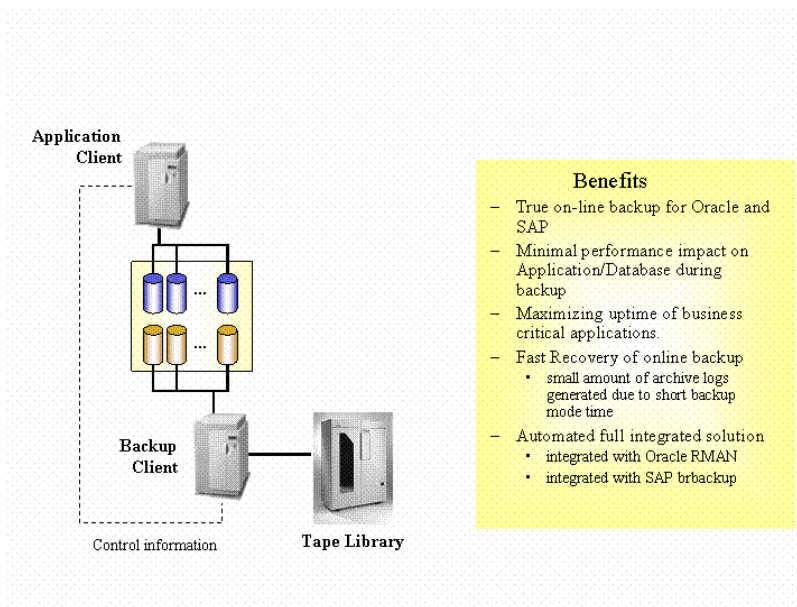 Application
Client
...
...
Backup
Client
Control information
Tape Library
Benefits
– True on-line backup for Oracle and
SAP
– Minimal performance impact on
Application/Database during
backup
– Maximizing uptime of business
critical applications.
– Fast Recovery of online backup
• small amount of archive logs
generated due to short backup
mode time
– Automated full integrated solution
• integrated with Oracle RMAN
• integrated with SAP brbackup